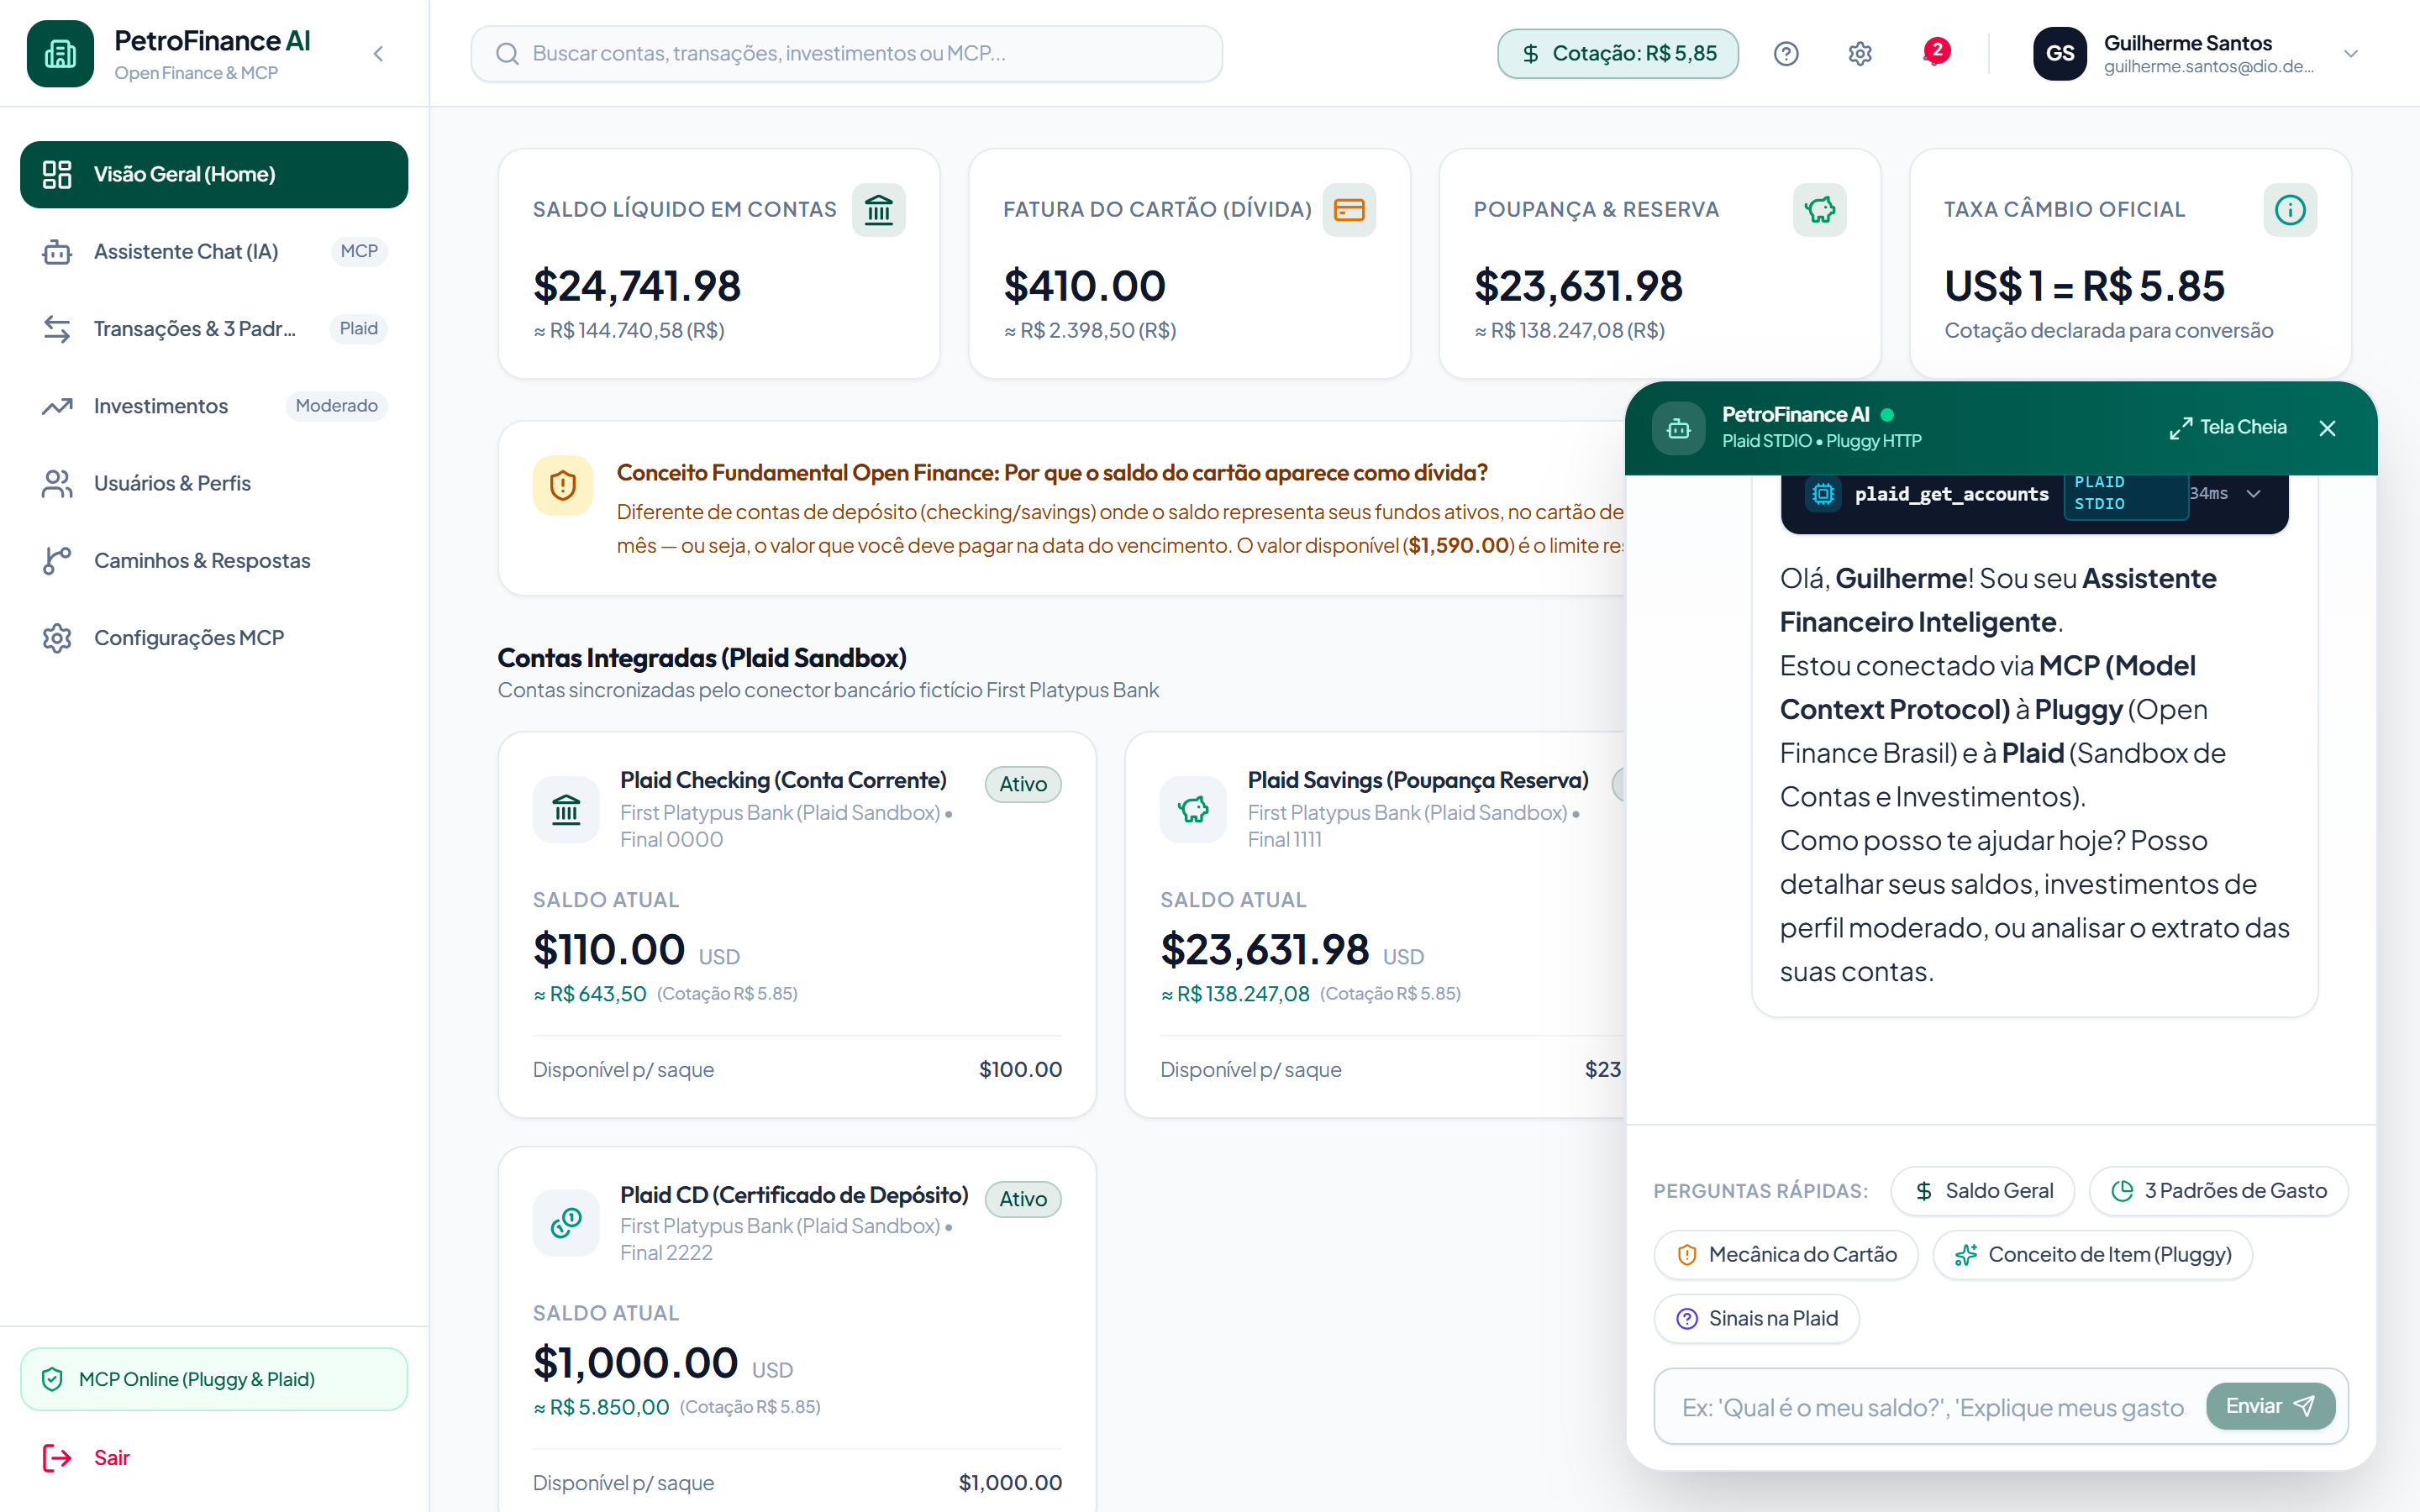 PetroFinance AI
Open Finance & MCP
Buscar contas, transações, investimentos ou MCP...
Cotação: R$ 5,85
2
GS
Guilherme Santos
guilherme.santos@dio.de...
Visão Geral (Home)
Assistente Chat (IA)
MCP
Transações & 3 Padr...
Plaid
Investimentos
Moderado
Usuários & Perfis
Caminhos & Respostas
Configurações MCP
MCP Online (Pluggy & Plaid)
Sair
SALDO LÍQUIDO EM CONTAS
$24,741.98
≈ R$ 144.740,58 (R$)
FATURA DO CARTÃO (DÍVIDA)
$410.00
≈ R$ 2.398,50 (R$)
POUPANÇA & RESERVA
$23,631.98
≈ R$ 138.247,08 (R$)
TAXA CÂMBIO OFICIAL
US$ 1 = R$ 5.85
Cotação declarada para conversão
Conceito Fundamental Open Finance: Por que o saldo do cartão aparece como dívida?
Diferente de contas de depósito (checking/savings) onde o saldo representa seus fundos ativos, no cartão de
mês — ou seja, o valor que você deve pagar na data do vencimento. O valor disponível ($1,590.00) é o limite
Contas Integradas (Plaid Sandbox)
Contas sincronizadas pelo conector bancário fictício First Platypus Bank
Plaid Checking (Conta Corrente)
Ativo
First Platypus Bank (Plaid Sandbox) •
Final 0000
SALDO ATUAL
$110.00 USD
≈ R$ 643,50 (Cotação R$ 5.85)
Disponível p/ saque
$100.00
Plaid Savings (Poupança Reserva)
First Platypus Bank (Plaid Sandbox) •
Final 1111
SALDO ATUAL
$23,631.98 USD
≈ R$ 138.247,08 (Cotação R$ 5.85)
Disponível p/ saque
$23
Plaid CD (Certificado de Depósito)
Ativo
First Platypus Bank (Plaid Sandbox) •
Final 2222
SALDO ATUAL
$1,000.00 USD
≈ R$ 5.850,00 (Cotação R$ 5.85)
Disponível p/ saque
$1,000.00
PetroFinance AI
Plaid STDIO • Pluggy HTTP
Tela Cheia
plaid_get_accounts
PLAID
STDIO
34ms
Olá, Guilherme! Sou seu Assistente
Financeiro Inteligente.
Estou conectado via MCP (Model
Context Protocol) à Pluggy (Open
Finance Brasil) e à Plaid (Sandbox de
Contas e Investimentos).
Como posso te ajudar hoje? Posso
detalhar seus saldos, investimentos de
perfil moderado, ou analisar o extrato das
suas contas.
PERGUNTAS RÁPIDAS:
Saldo Geral
3 Padrões de Gasto
Mecânica do Cartão
Conceito de Item (Pluggy)
Sinais na Plaid
Ex: 'Qual é o meu saldo?', 'Explique meus gasto
Enviar